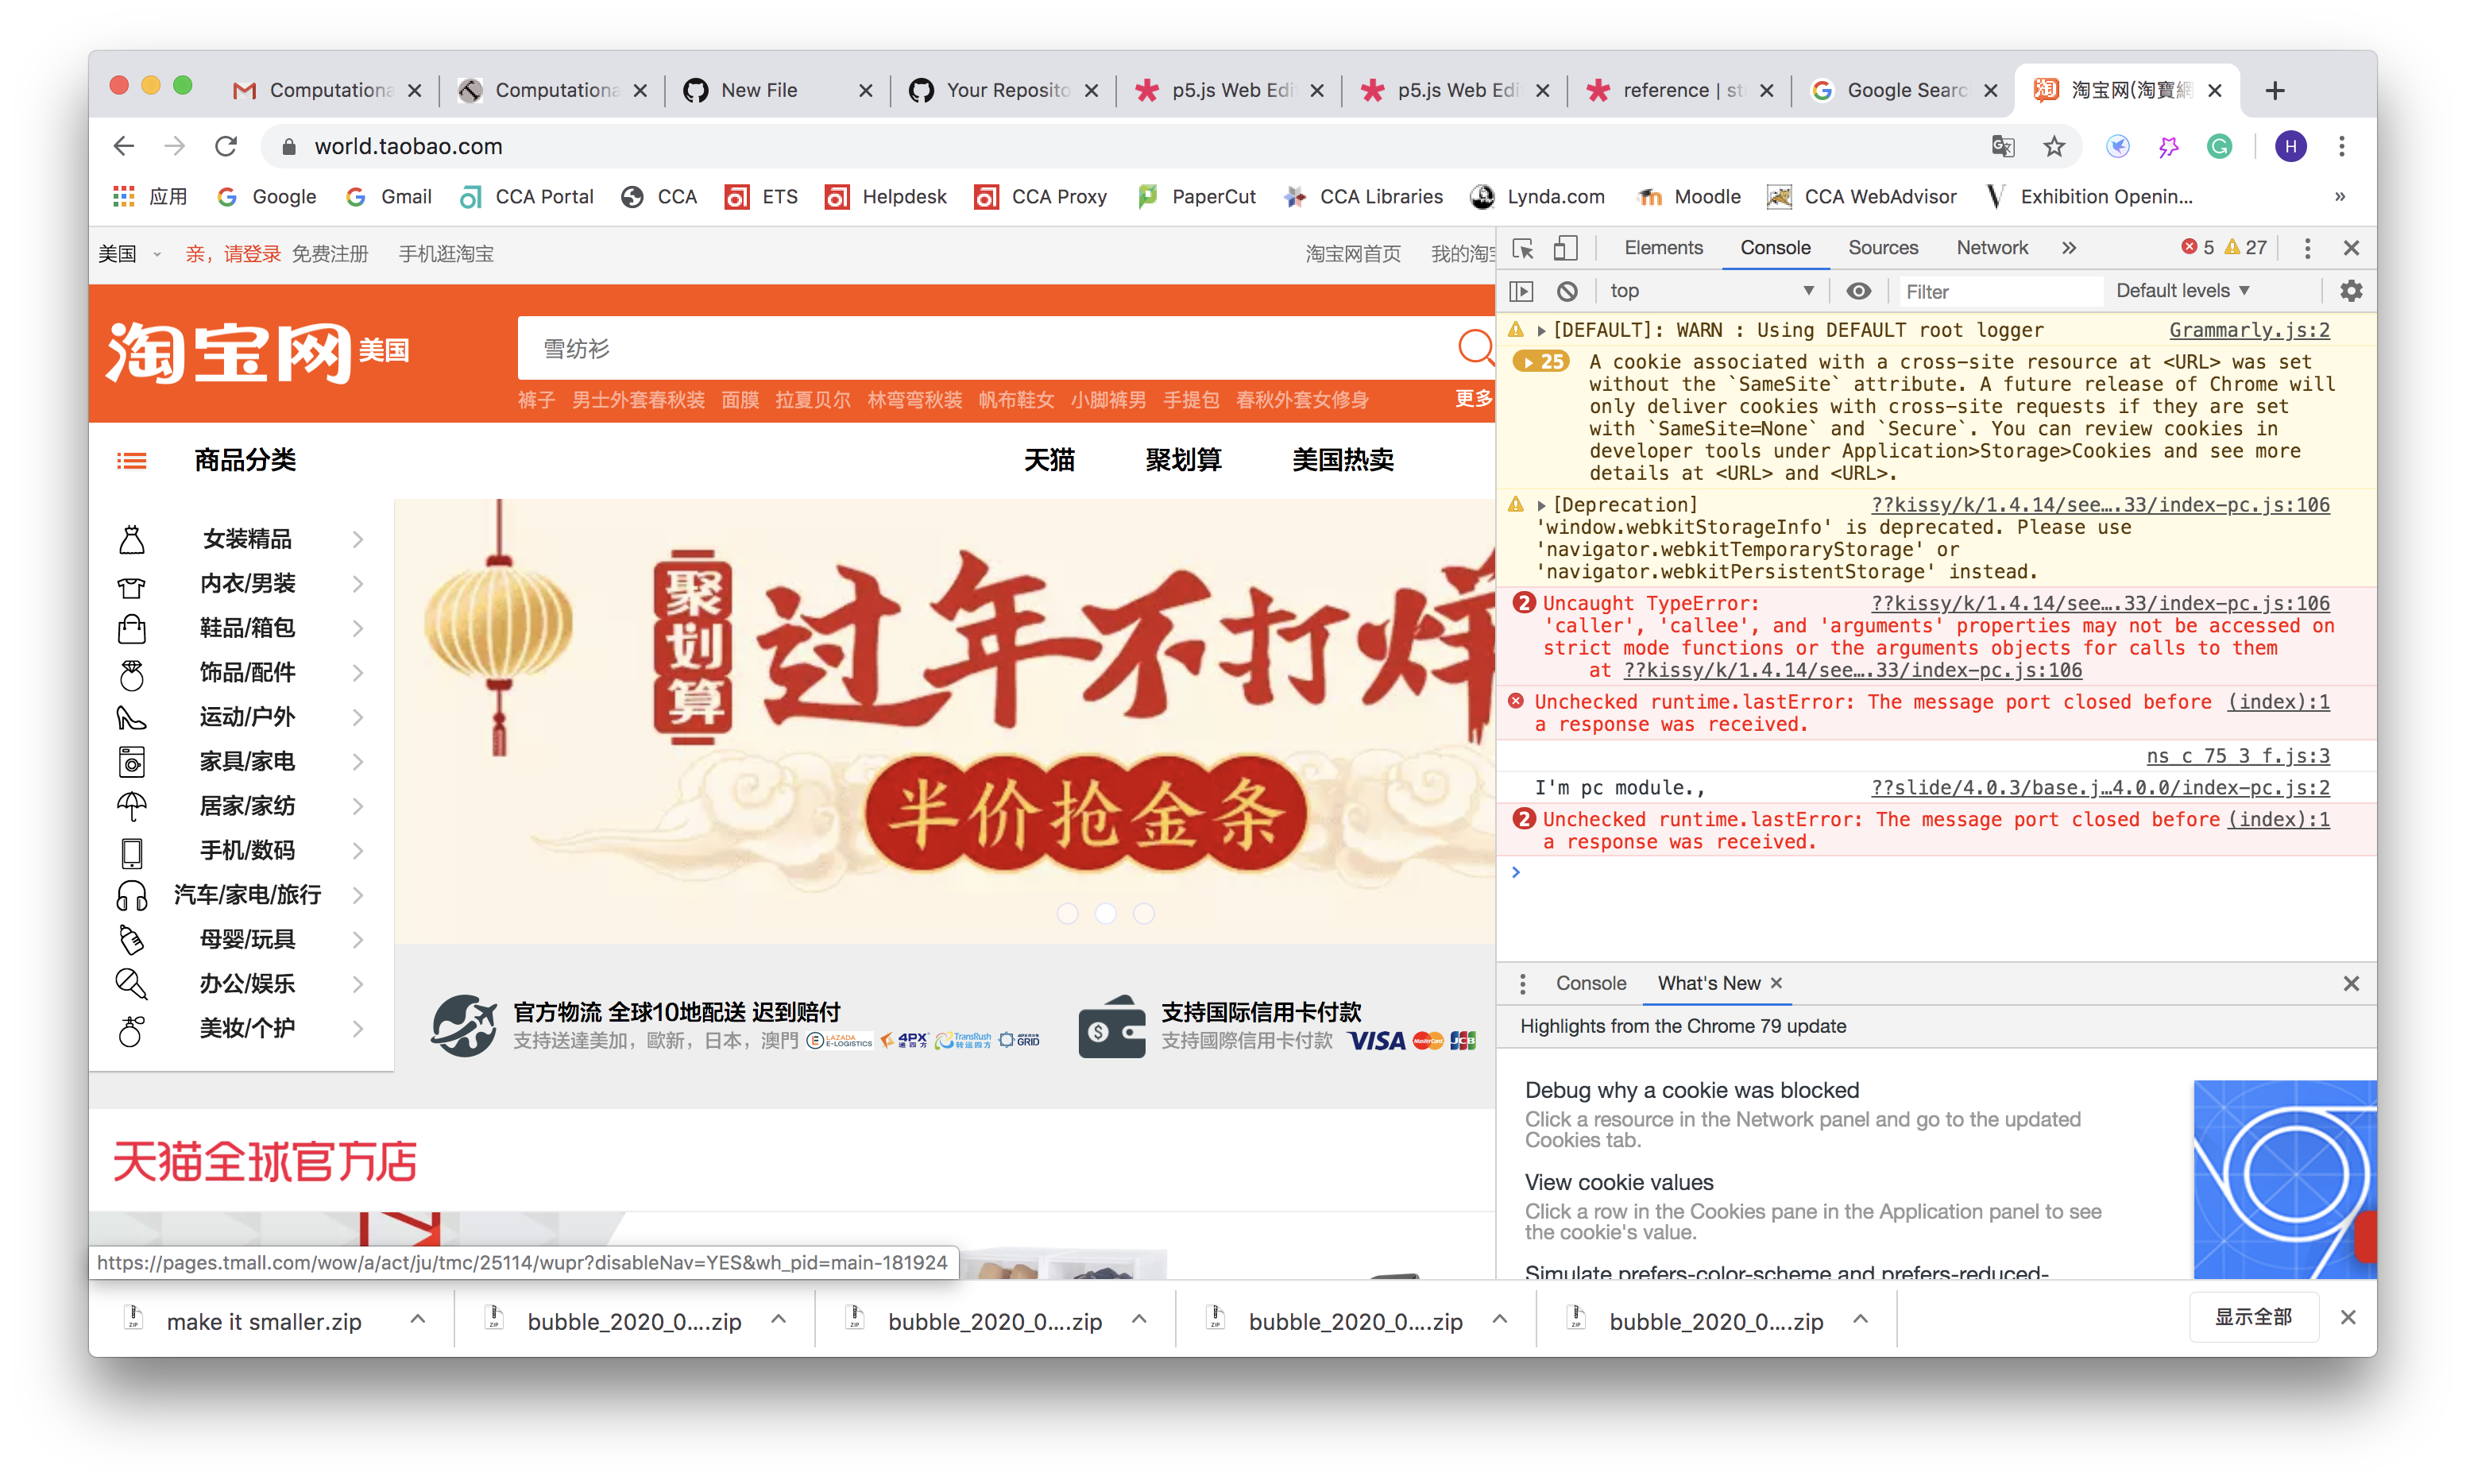 Computationa
Computationa
New File
Your Reposito
p5.js Web Edi
p5.js Web Edi
reference | st
Google Searc
淘宝网(淘寶網
world.taobao.com
H
应用
Google
Gmail
CCA Portal
CCA
ETS
Helpdesk
CCA Proxy
PaperCut
CCA Libraries
Lynda.com
Moodle
CCA WebAdvisor
Exhibition Openin...
»
美国
亲，请登录 免费注册
手机逛淘宝
淘宝网首页
我的淘宝
淘宝网 美国
雪纺衫
裤子 男士外套春秋装 面膜 拉夏贝尔 林弯弯秋装 帆布鞋女 小脚裤男 手提包 春秋外套女修身
更多
商品分类
天猫
聚划算
美国热卖
女装精品
内衣/男装
鞋品/箱包
饰品/配件
运动/户外
家具/家电
居家/家纺
手机/数码
汽车/家电/旅行
母婴/玩具
办公/娱乐
美妆/个护
聚划算
过年不打烊
半价抢金条
官方物流 全球10地配送 迟到赔付
支持送達美加，歐新，日本，澳門 LAZADA E-LOGISTICS 4PX 递四方 TransRush 转运四方 GRID
支持国际信用卡付款
支持國際信用卡付款 VISA MasterCard JCB
天猫全球官方店
https://pages.tmall.com/wow/a/act/ju/tmc/25114/wupr?disableNav=YES&wh_pid=main-181924
Elements
Console
Sources
Network
»
5
27
top
Filter
Default levels
[DEFAULT]: WARN : Using DEFAULT root logger
Grammarly.js:2
25
A cookie associated with a cross-site resource at <URL> was set
without the `SameSite` attribute. A future release of Chrome will
only deliver cookies with cross-site requests if they are set
with `SameSite=None` and `Secure`. You can review cookies in
developer tools under Application>Storage>Cookies and see more
details at <URL> and <URL>.
[Deprecation]
??kissy/k/1.4.14/see….33/index-pc.js:106
'window.webkitStorageInfo' is deprecated. Please use
'navigator.webkitTemporaryStorage' or
'navigator.webkitPersistentStorage' instead.
2 Uncaught TypeError:
??kissy/k/1.4.14/see….33/index-pc.js:106
'caller', 'callee', and 'arguments' properties may not be accessed on
strict mode functions or the arguments objects for calls to them
at ??kissy/k/1.4.14/see….33/index-pc.js:106
Unchecked runtime.lastError: The message port closed before
(index):1
a response was received.
ns_c_75_3_f.js:3
I'm pc module.,
??slide/4.0.3/base.j…4.0.0/index-pc.js:2
2 Unchecked runtime.lastError: The message port closed before
(index):1
a response was received.
Console
What's New
Highlights from the Chrome 79 update
Debug why a cookie was blocked
Click a resource in the Network panel and go to the updated
Cookies tab.
View cookie values
Click a row in the Cookies pane in the Application panel to see
the cookie's value.
Simulate prefers-color-scheme and prefers-reduced-
make it smaller.zip
bubble_2020_0....zip
bubble_2020_0....zip
bubble_2020_0....zip
bubble_2020_0....zip
显示全部